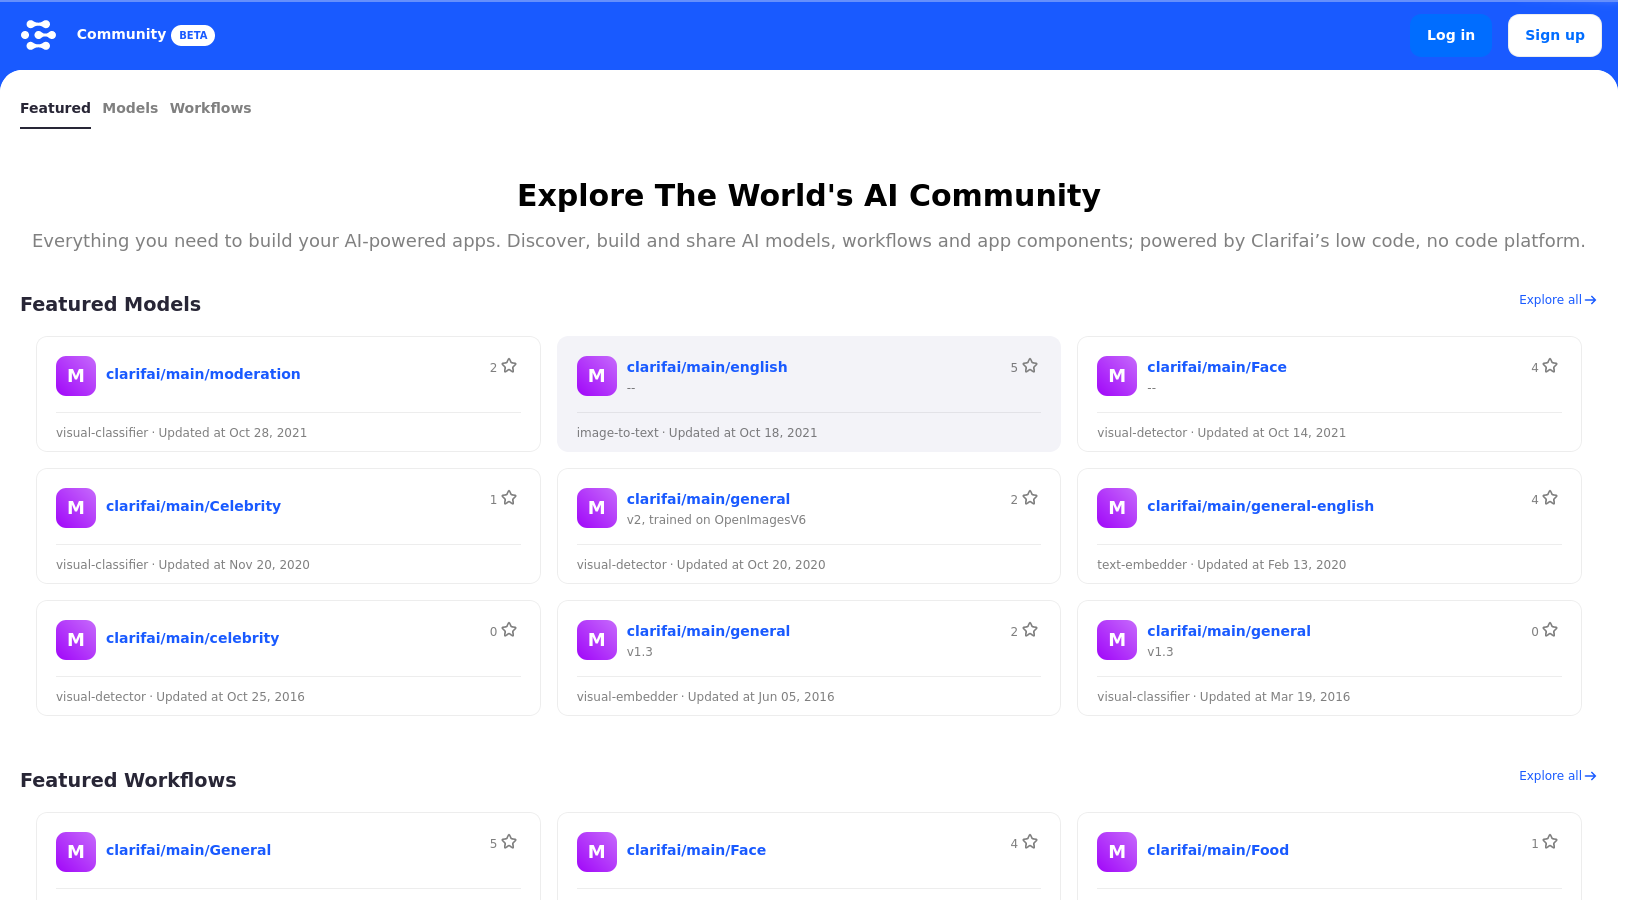 Community BETA
Log in
Sign up
Featured
Models
Workflows
Explore The World's AI Community
Everything you need to build your AI-powered apps. Discover, build and share AI models, workflows and app components; powered by Clarifai’s low code, no code platform.
Featured Models
Explore all
M
clarifai/main/moderation
2
visual-classifier · Updated at Oct 28, 2021
M
clarifai/main/english
--
5
image-to-text · Updated at Oct 18, 2021
M
clarifai/main/Face
--
4
visual-detector · Updated at Oct 14, 2021
M
clarifai/main/Celebrity
1
visual-classifier · Updated at Nov 20, 2020
M
clarifai/main/general
v2, trained on OpenImagesV6
2
visual-detector · Updated at Oct 20, 2020
M
clarifai/main/general-english
4
text-embedder · Updated at Feb 13, 2020
M
clarifai/main/celebrity
0
visual-detector · Updated at Oct 25, 2016
M
clarifai/main/general
v1.3
2
visual-embedder · Updated at Jun 05, 2016
M
clarifai/main/general
v1.3
0
visual-classifier · Updated at Mar 19, 2016
Featured Workflows
Explore all
M
clarifai/main/General
5
M
clarifai/main/Face
4
M
clarifai/main/Food
1